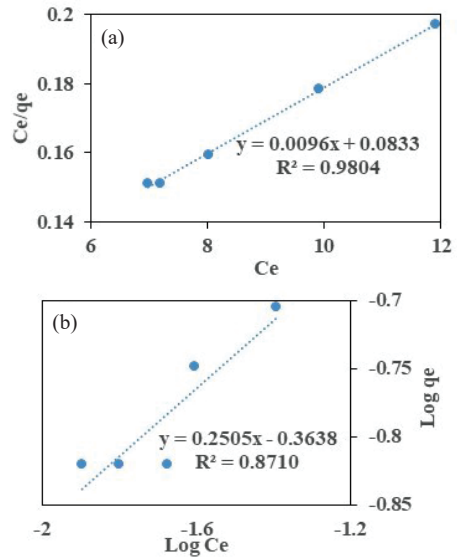 0.2
(a)
0.18
Ce/qe
0.16
y = 0.0096x + 0.0833
R² = 0.9804
0.14
6
8
10
12
Ce
-0.7
(b)
-0.75
Log qe
-0.8
y = 0.2505x - 0.3638
R² = 0.8710
-0.85
-2
-1.6
-1.2
Log Ce